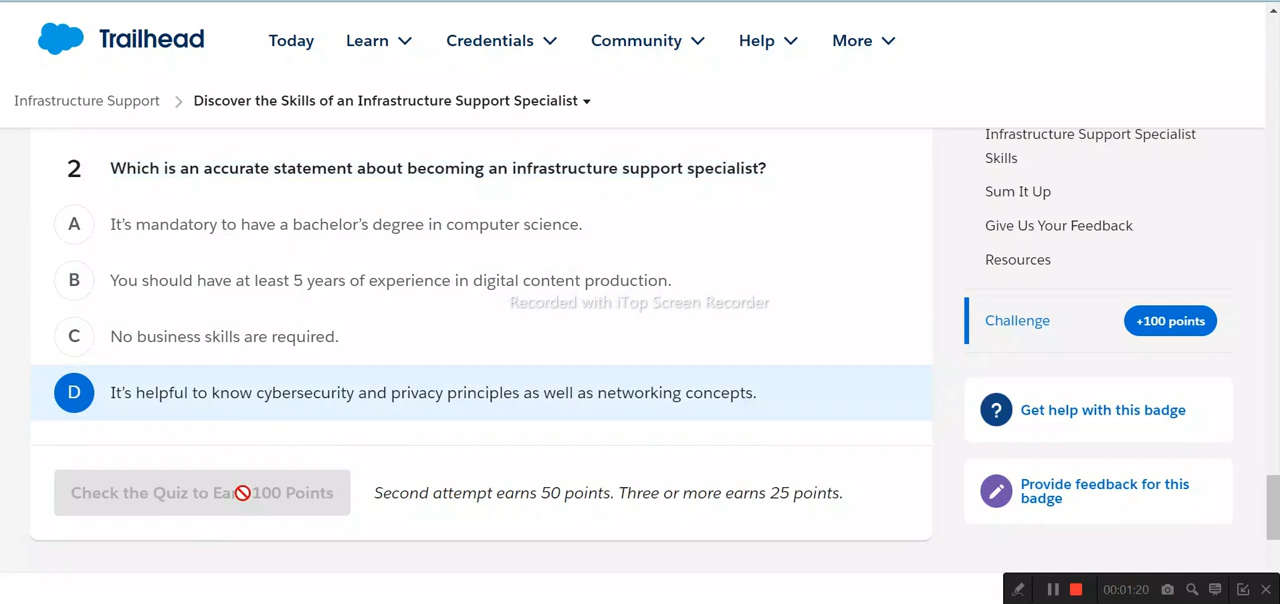 Trailhead
Today Learn Credentials Community Help More
Infrastructure Support Discover the Skills of an Infrastructure Support Specialist
2 Which is an accurate statement about becoming an infrastructure support specialist?
A It's mandatory to have a bachelor's degree in computer science.
B You should have at least 5 years of experience in digital content production.
Recorded with iTop Screen Recorder
C No business skills are required.
D It's helpful to know cybersecurity and privacy principles as well as networking concepts.
Check the Quiz to Ear 100 Points Second attempt earns 50 points. Three or more earns 25 points.
Infrastructure Support Specialist
Skills
Sum It Up
Give Us Your Feedback
Resources
Challenge +100 points
? Get help with this badge
Provide feedback for this
badge
00:01:20